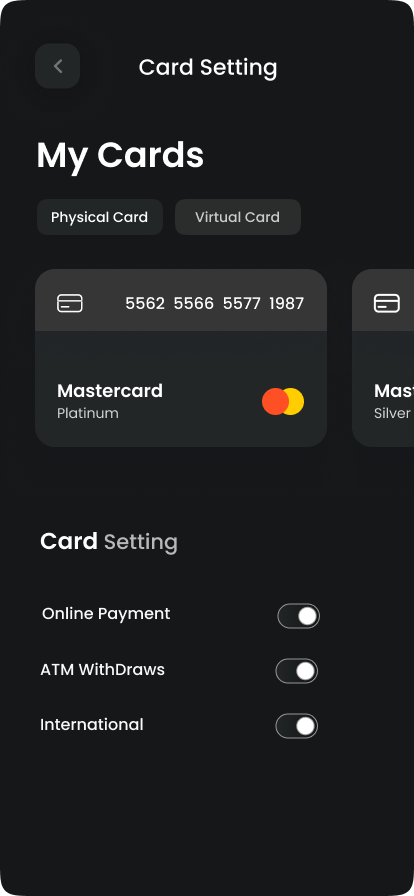 Card Setting
My Cards
Physical Card Virtual Card
5562 5566 5577 1987
Mastercard
Platinum
Mast
Silver
Card Setting
Online Payment
ATM WithDraws
International